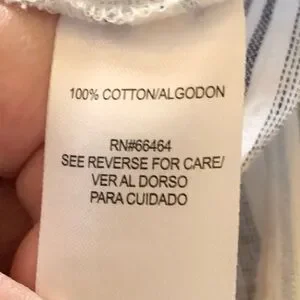 100% COTTON/ALGODON
RN#66464
SEE REVERSE FOR CARE/
VER AL DORSO
PARA CUIDADO